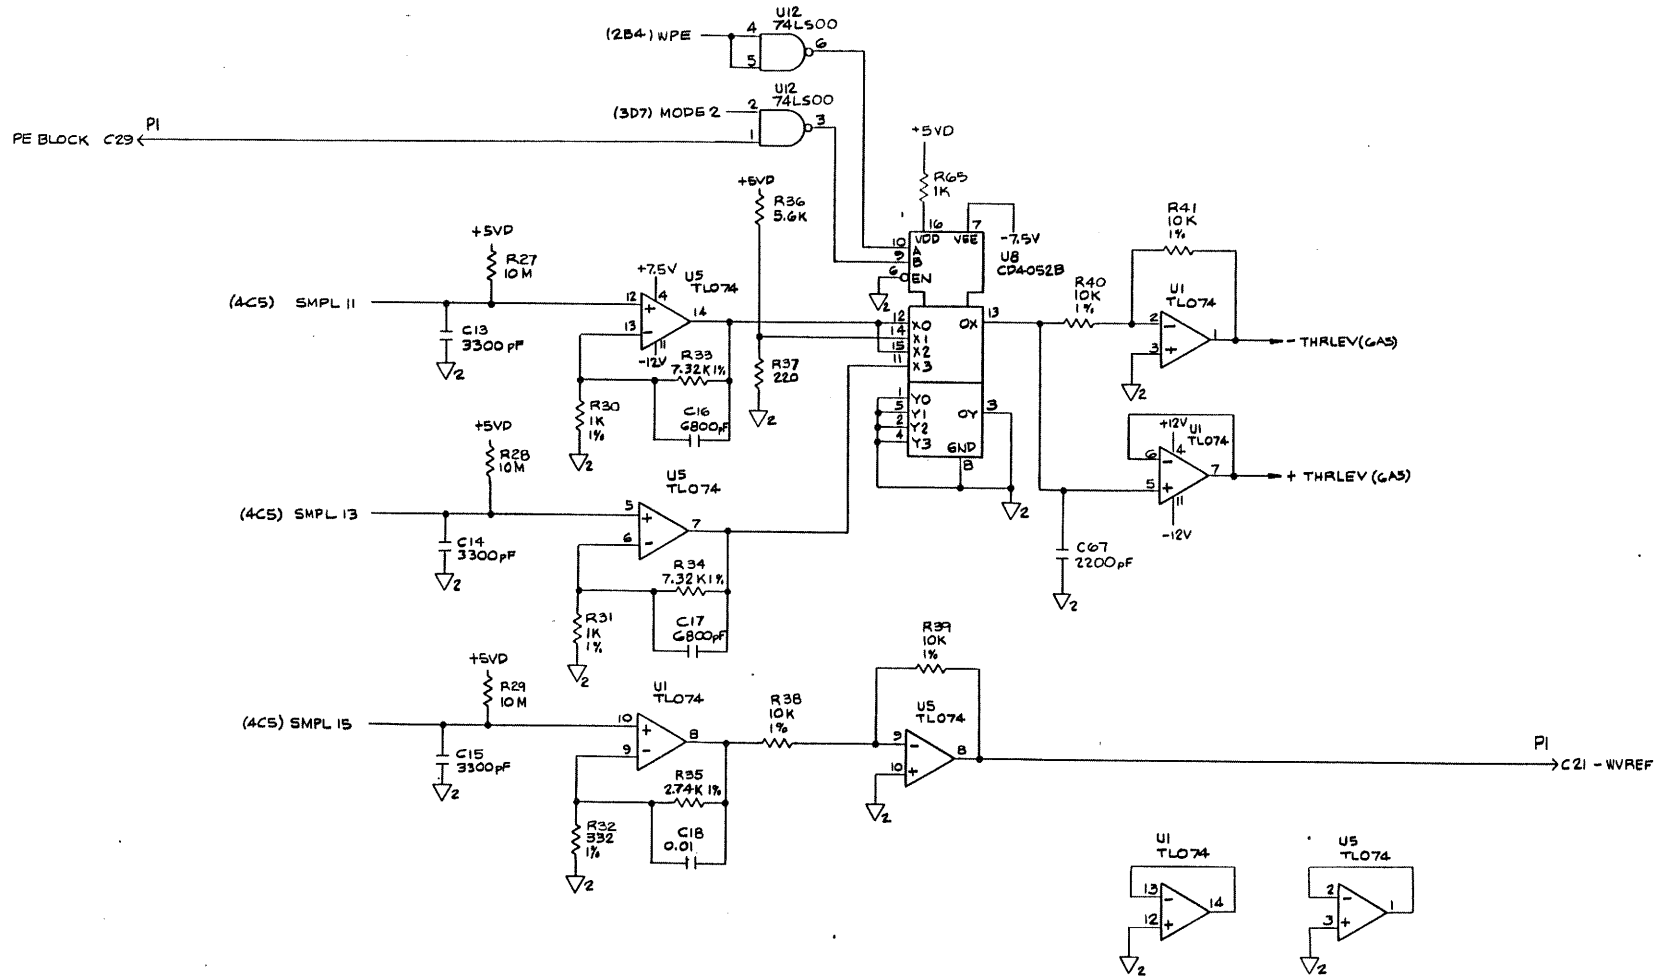 U12
74LS00
(2B4) WPE
4
5
6
U12
74LS00
(3D7) MODE 2
2
1
3
PE BLOCK C29
P1
+5VD
R65
1K
+5VD
R36
5.6K
16
7
VDD
VEE
-7.5V
U8
CD4052B
10
A
9
B
6
EN
2
R41
10K
1%
+5VD
R27
10M
+7.5V
U5
TL074
4
(4C5) SMPL 11
12
+
14
13
-
11
-12V
C13
3300pF
2
R33
7.32K 1%
R37
220
2
R30
1K
1%
2
C16
6800pF
12
X0
14
X1
15
X2
11
X3
OX
13
R40
10K
1%
U1
TL074
2
-
3
+
1
2
- THRLEV (6A5)
1
Y0
5
Y1
2
Y2
4
Y3
OY
3
GND
8
2
+12V
U1
TL074
4
6
-
5
+
7
11
-12V
+ THRLEV (6A5)
C67
2200pF
2
+5VD
R28
10M
U5
TL074
(4C5) SMPL 13
5
+
6
-
7
C14
3300pF
2
R34
7.32K 1%
R31
1K
1%
2
C17
6800pF
+5VD
R29
10M
U1
TL074
(4C5) SMPL 15
10
+
9
-
8
C15
3300pF
2
R35
2.74K 1%
R32
332
1%
2
C18
0.01
R38
10K
1%
R39
10K
1%
U5
TL074
9
-
10
+
8
2
P1
C21 - WVREF
U1
TL074
13
-
12
+
14
2
U5
TL074
2
-
3
+
1
2